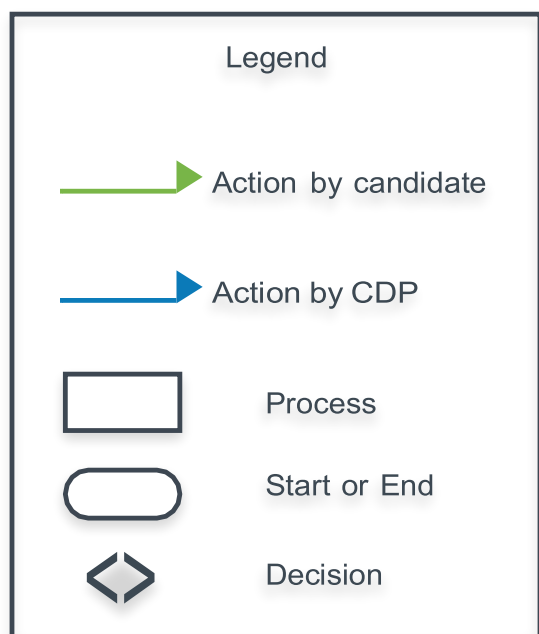 Legend
Action by candidate
Action by CDP
Process
Start or End
Decision